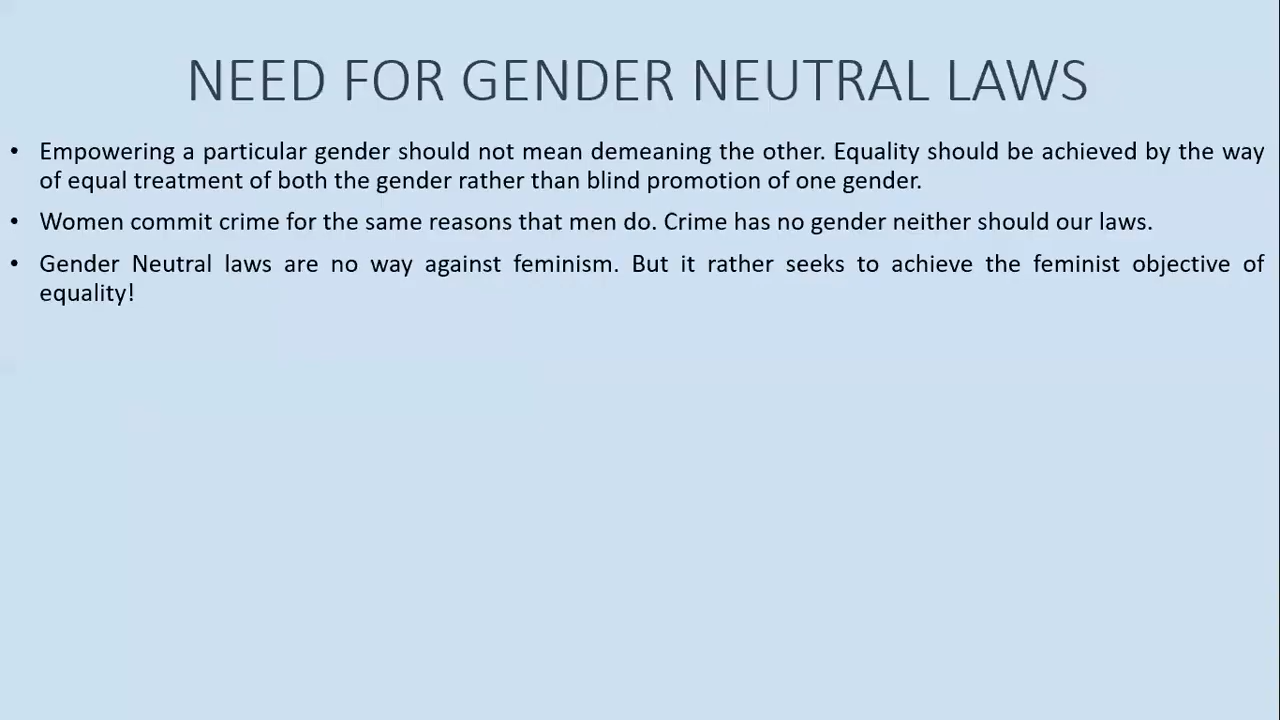 NEED FOR GENDER NEUTRAL LAWS
• Empowering a particular gender should not mean demeaning the other. Equality should be achieved by the way
of equal treatment of both the gender rather than blind promotion of one gender.
• Women commit crime for the same reasons that men do. Crime has no gender neither should our laws.
• Gender Neutral laws are no way against feminism. But it rather seeks to achieve the feminist objective of
equality!